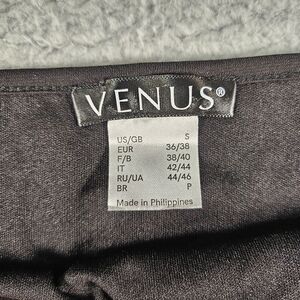 VENUS®
US/GB S
EUR 36/38
F/B 38/40
IT 42/44
RU/UA 44/46
BR P
Made in Philippines